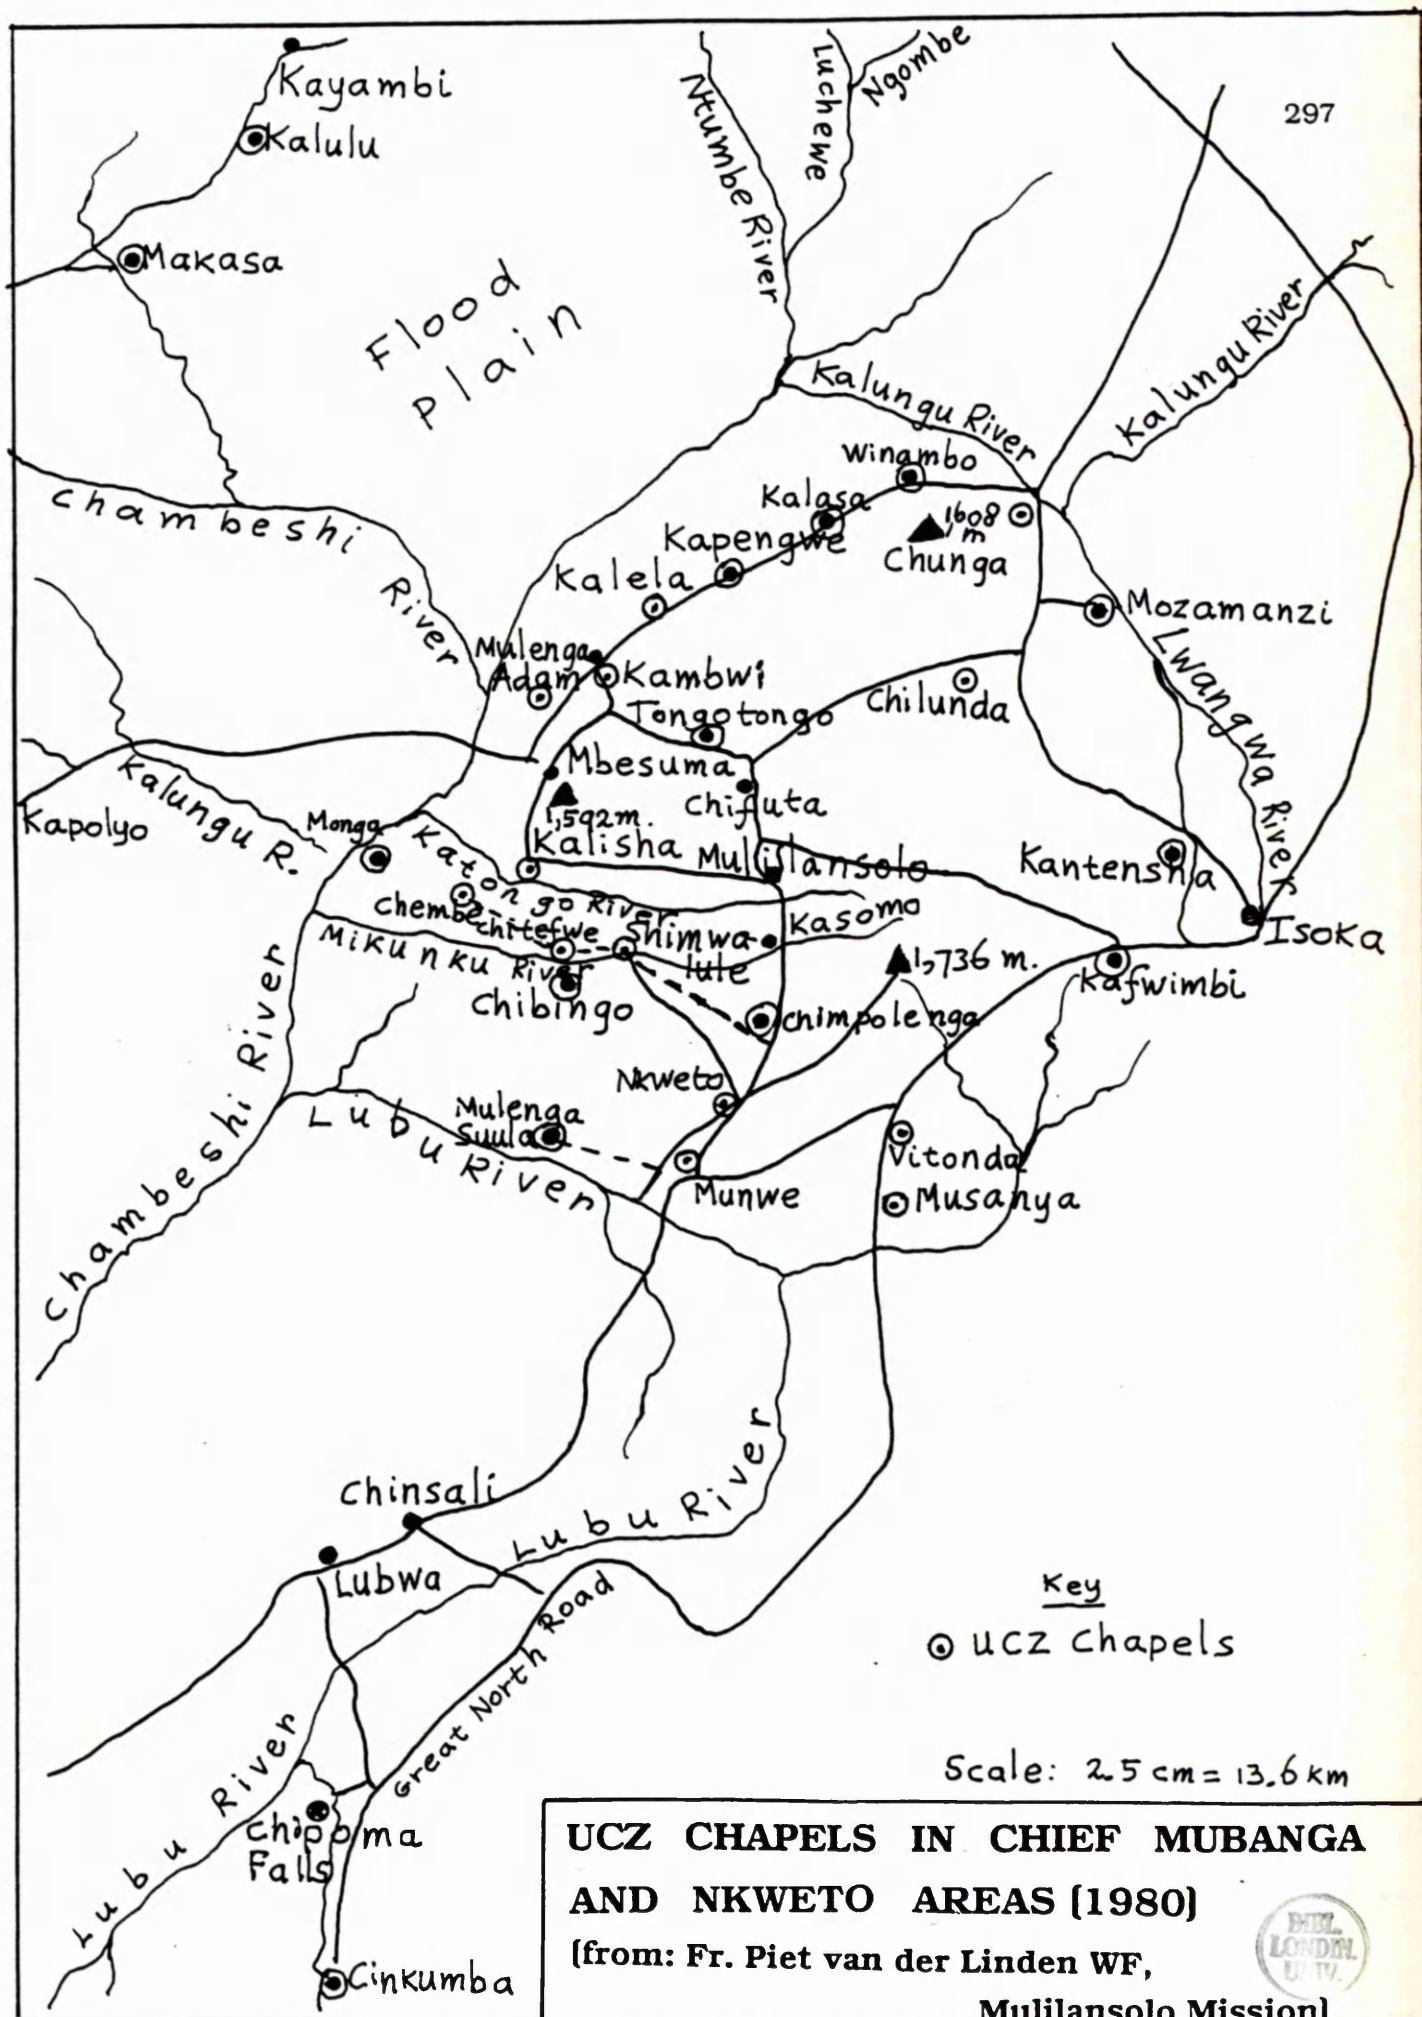 297
Kayambi
Kalulu
Makasa
Flood
Plain
Ntumbe River
Luchewe
Ngombe
Kalungu River
Kalungu River
Chambeshi
River
Winambo
Kalasa
Kapengwe
Kalela
1608
m
Chunga
Mozamanzi
Lwangwa River
Mulenga
Adam
Kambwi
Tongotongo
Chilunda
Mbesuma
Chifuta
1,592m.
Kalungu R.
Kapolyo
Monga
Kalisha
Mulilansolo
Kantensha
Katongo River
Chembe
Chitefwe
Shimwa-
lule
Kasomo
Isoka
Mikunku River
Chibingo
1,736 m.
Kafwimbi
Chimpolenga
Chambeshi River
Nkweto
Mulenga
Suula
Lubu River
Vitonda
Munwe
Musanya
Chinsali
Lubwa
Lubu River
Great North Road
Key
UCZ Chapels
Lubu River
Chipoma
Falls
Cinkumba
Scale: 2.5 cm = 13.6 km
UCZ CHAPELS IN CHIEF MUBANGA
AND NKWETO AREAS (1980)
(from: Fr. Piet van der Linden WF,
Mulilansolo Mission)
BIBL.
LONDIN.
UNIV.